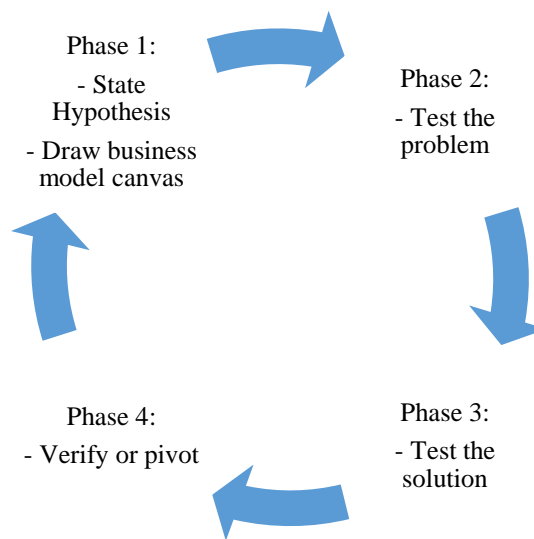 Phase 1:
- State
Hypothesis
- Draw business
model canvas
Phase 2:
- Test the
problem
Phase 3:
- Test the
solution
Phase 4:
- Verify or pivot